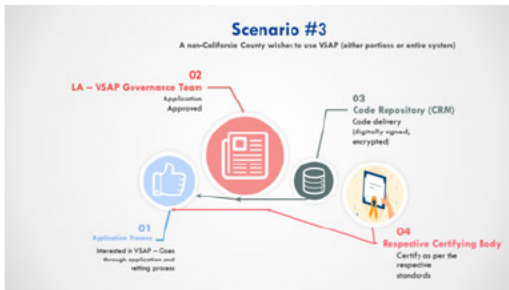 Scenario #3
A non-California County wishes to use VSAP (either portions or entire system)
02
LA – VSAP Governance Team
Application
Approved
03
Code Repository (CRM)
Code delivery
(digitally signed,
encrypted)
01
Application Process
Interested in VSAP – Goes
through application and
vetting process
04
Respective Certifying Body
Certify as per the
respective
standards